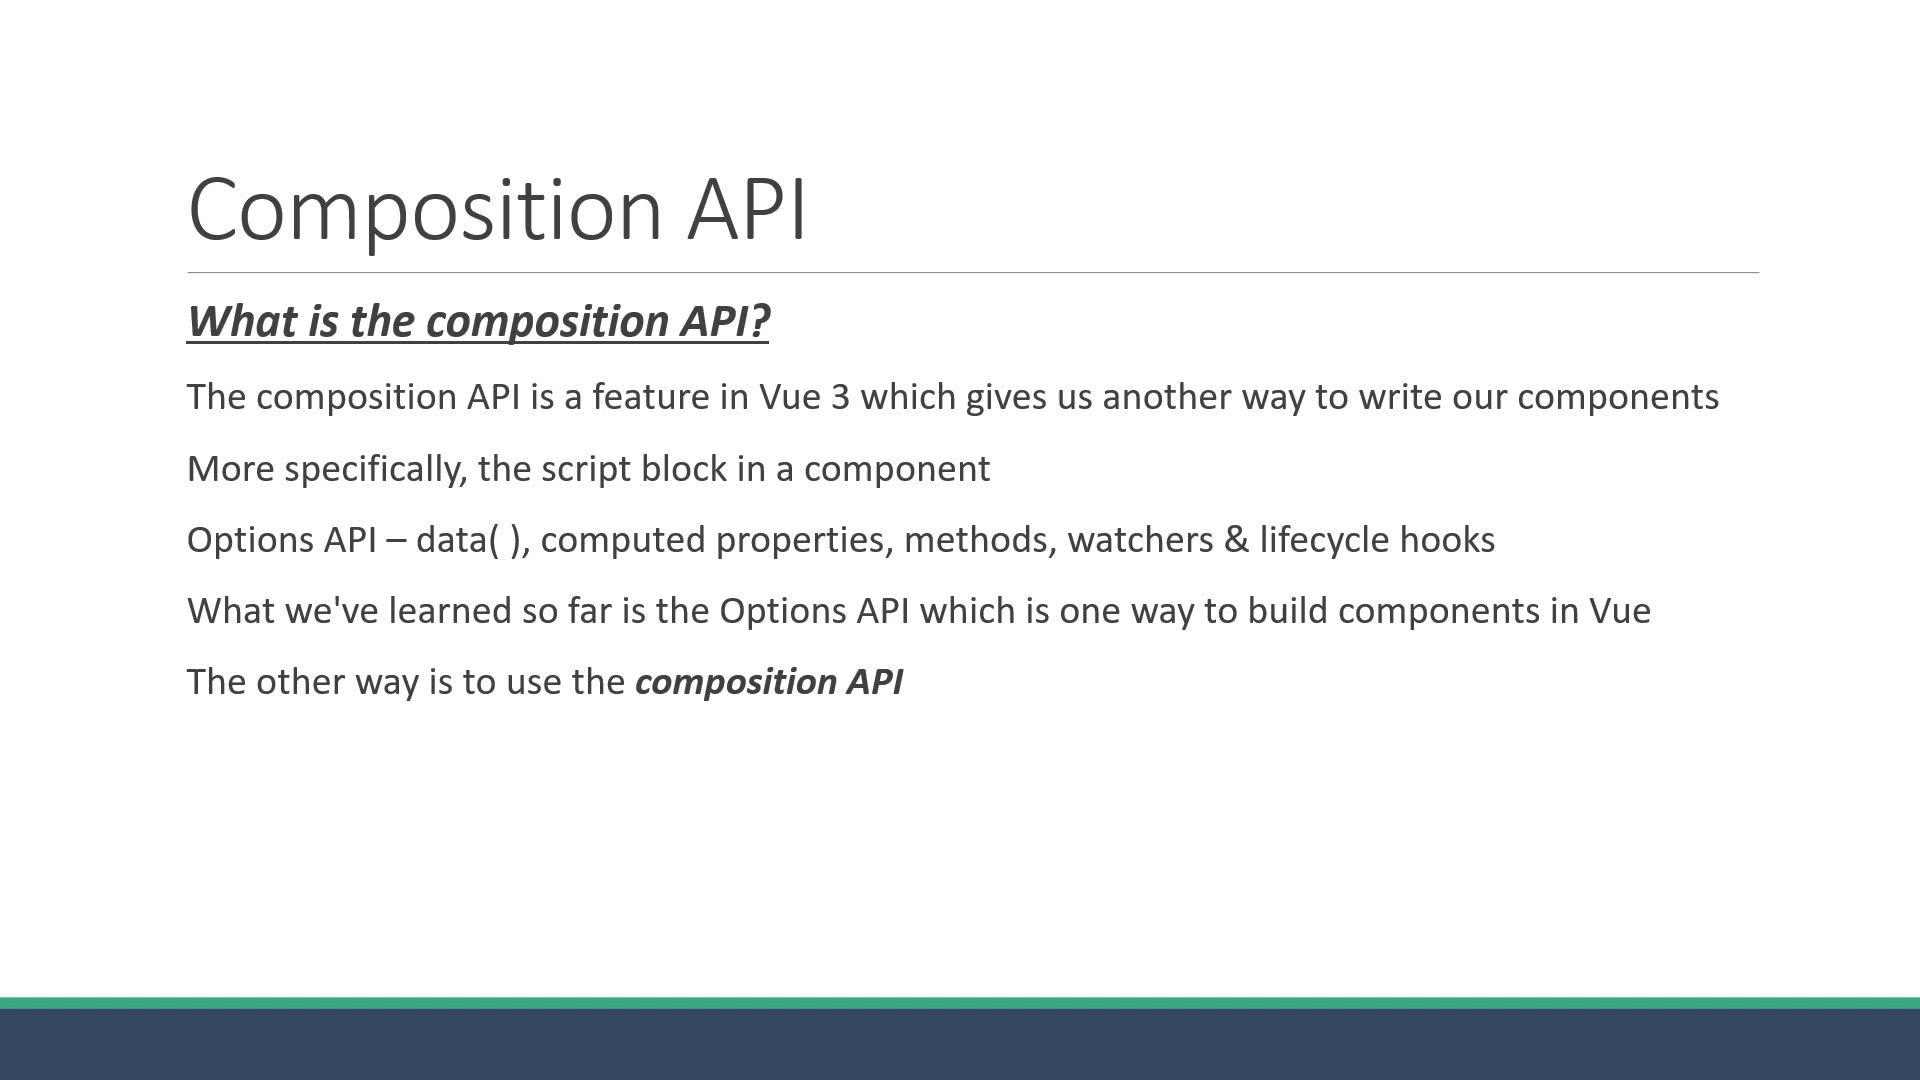 Composition API
What is the composition API?
The composition API is a feature in Vue 3 which gives us another way to write our components
More specifically, the script block in a component
Options API – data( ), computed properties, methods, watchers & lifecycle hooks
What we've learned so far is the Options API which is one way to build components in Vue
The other way is to use the composition API